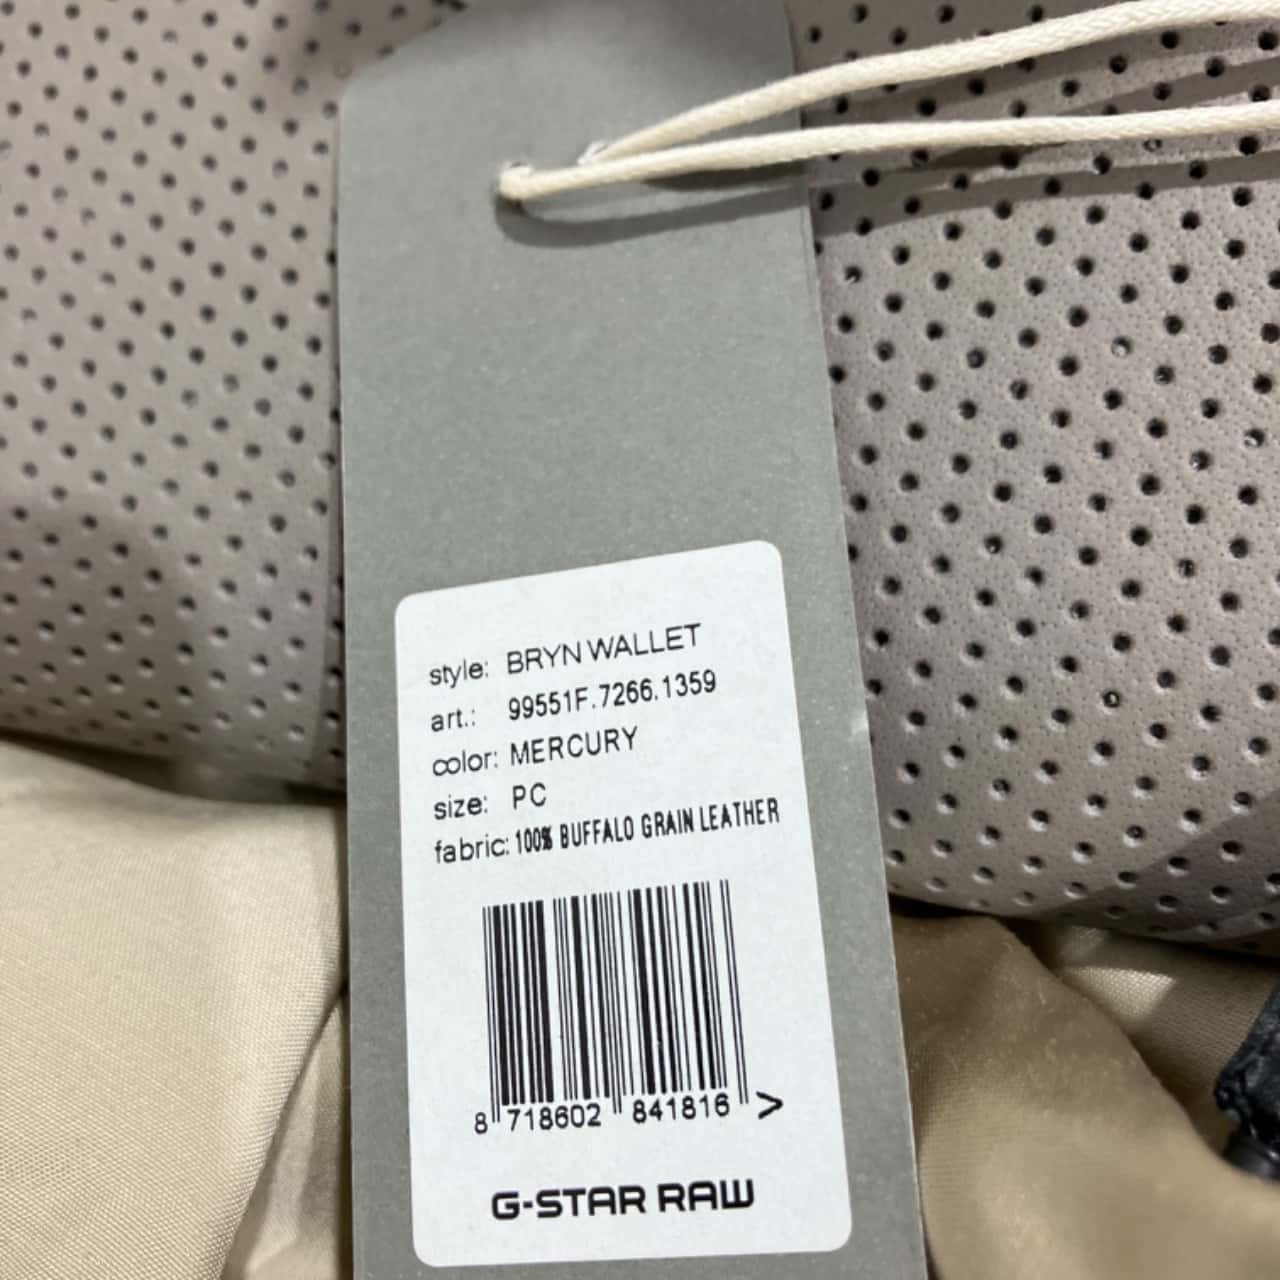 style: BRYN WALLET
art.: 99551F.7266.1359
color: MERCURY
size: PC
fabric: 100% BUFFALO GRAIN LEATHER
8 718602 841816 >
G-STAR RAW